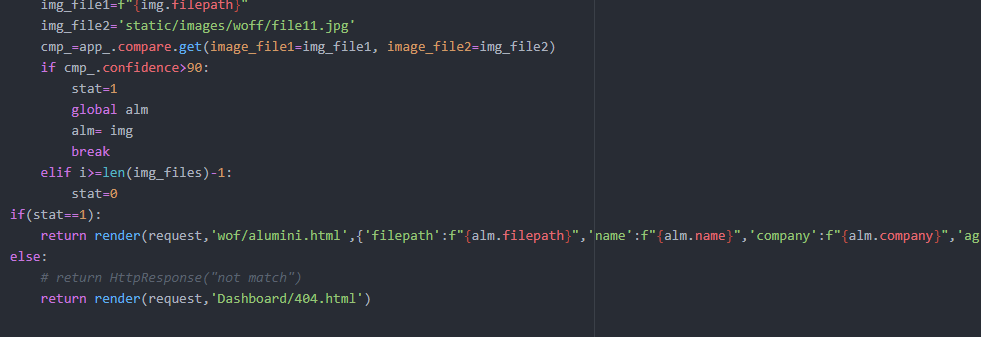 img_file1=f"{img.filepath}"
img_file2='static/images/woff/file11.jpg'
cmp_=app_.compare.get(image_file1=img_file1, image_file2=img_file2)
if cmp_.confidence>90:
stat=1
global alm
alm= img
break
elif i>=len(img_files)-1:
stat=0
if(stat==1):
return render(request,'wof/alumini.html',{'filepath':f"{alm.filepath}",'name':f"{alm.name}",'company':f"{alm.company}",'ag
else:
# return HttpResponse("not match")
return render(request,'Dashboard/404.html')